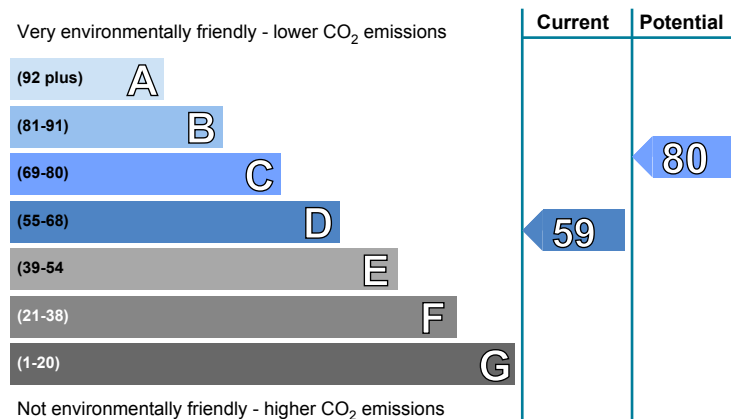 Very environmentally friendly - lower CO₂ emissions
Current
Potential
(92 plus) A
(81-91) B
(69-80) C
80
(55-68) D
59
(39-54 E
(21-38) F
(1-20) G
Not environmentally friendly - higher CO₂ emissions